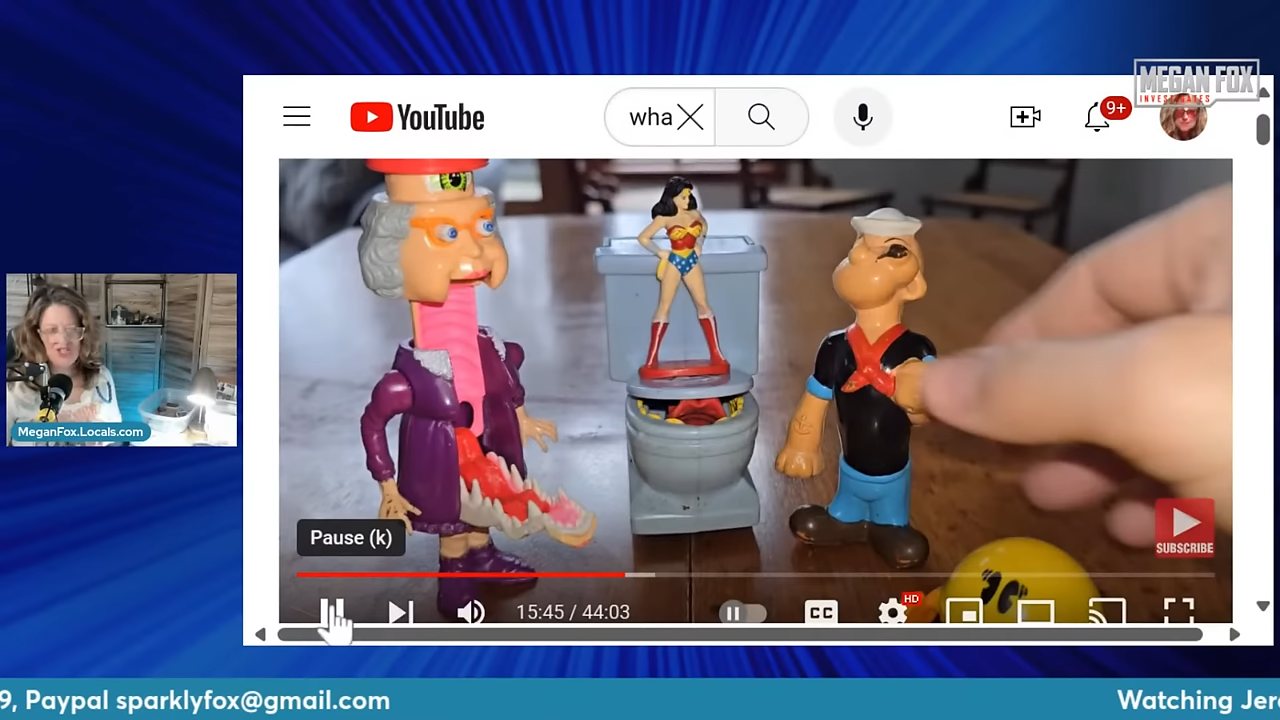 MEGAN FOX
INVESTIGATES
YouTube
wha
9+
MeganFox.Locals.com
Pause (k)
SUBSCRIBE
15:45 / 44:03
CC
HD
9, Paypal sparklyfox@gmail.com
Watching Jer